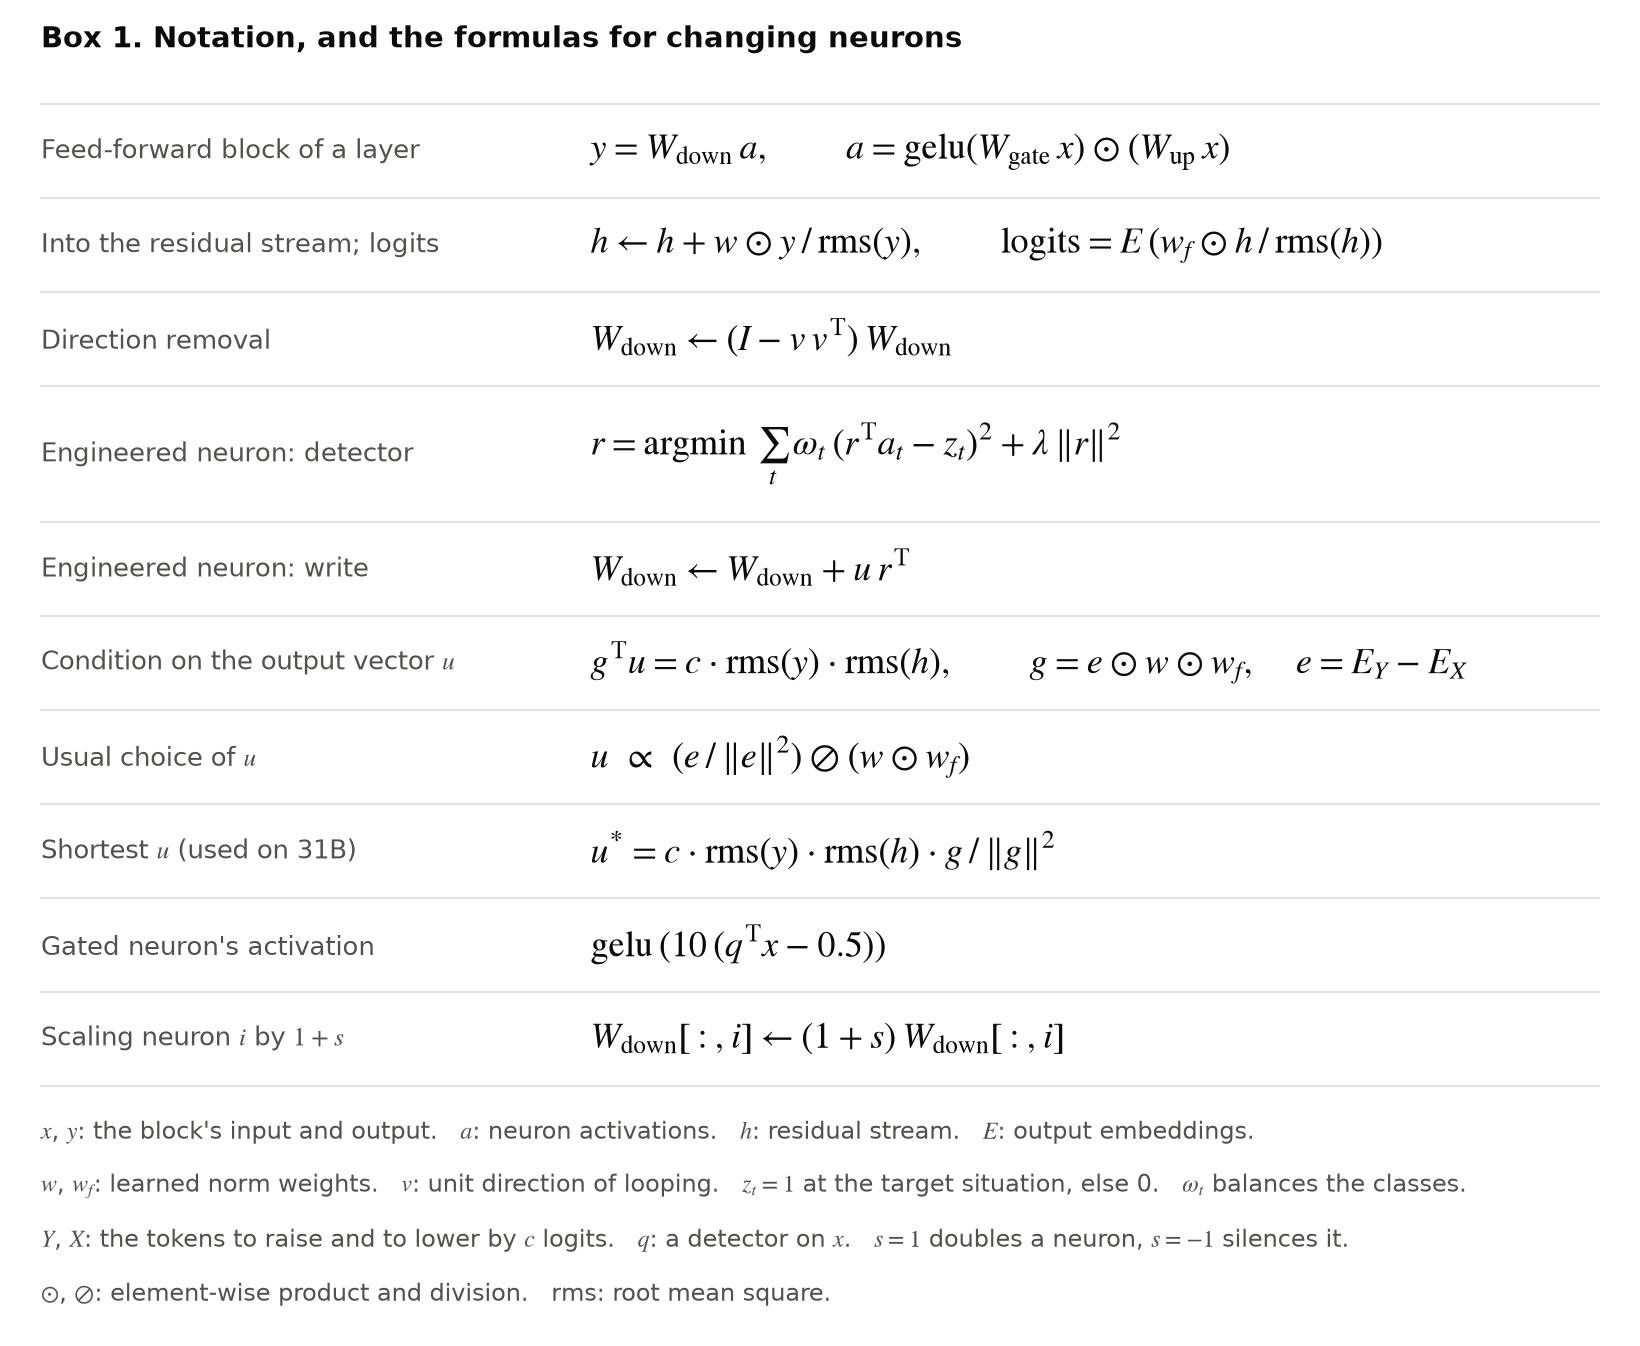 Box 1. Notation, and the formulas for changing neurons
Feed-forward block of a layer y = W_down a, a = gelu(W_gate x) ⊙ (W_up x)
Into the residual stream; logits h ← h + w ⊙ y / rms(y), logits = E (w_f ⊙ h / rms(h))
Direction removal W_down ← (I − v v^T) W_down
Engineered neuron: detector r = argmin ∑_t ω_t (r^T a_t − z_t)^2 + λ ‖r‖^2
Engineered neuron: write W_down ← W_down + u r^T
Condition on the output vector u g^T u = c · rms(y) · rms(h), g = e ⊙ w ⊙ w_f, e = E_Y − E_X
Usual choice of u u ∝ (e / ‖e‖^2) ⊘ (w ⊙ w_f)
Shortest u (used on 31B) u^* = c · rms(y) · rms(h) · g / ‖g‖^2
Gated neuron's activation gelu (10 (q^T x − 0.5))
Scaling neuron i by 1 + s W_down[ : , i] ← (1 + s) W_down[ : , i]
x, y: the block's input and output. a: neuron activations. h: residual stream. E: output embeddings.
w, w_f: learned norm weights. v: unit direction of looping. z_t = 1 at the target situation, else 0. ω_t balances the classes.
Y, X: the tokens to raise and to lower by c logits. q: a detector on x. s = 1 doubles a neuron, s = −1 silences it.
⊙, ⊘: element-wise product and division. rms: root mean square.